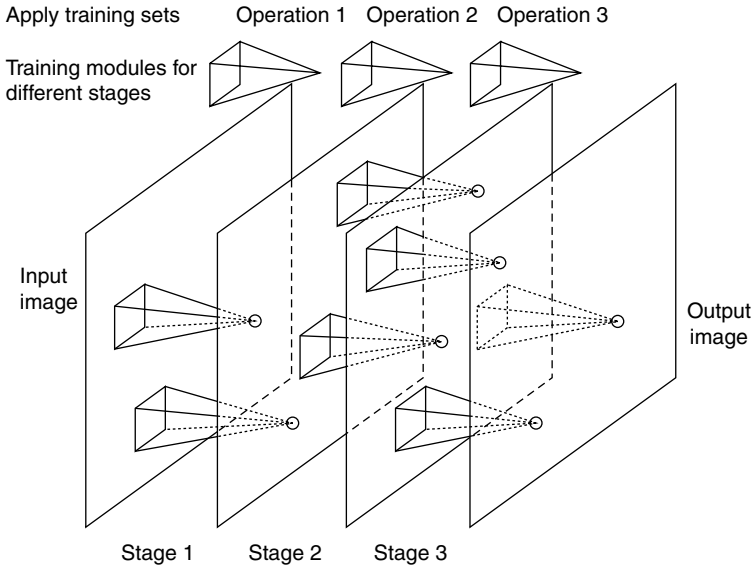 Apply training sets
Operation 1
Operation 2
Operation 3
Training modules for
different stages
Input
image
Output
image
Stage 1
Stage 2
Stage 3